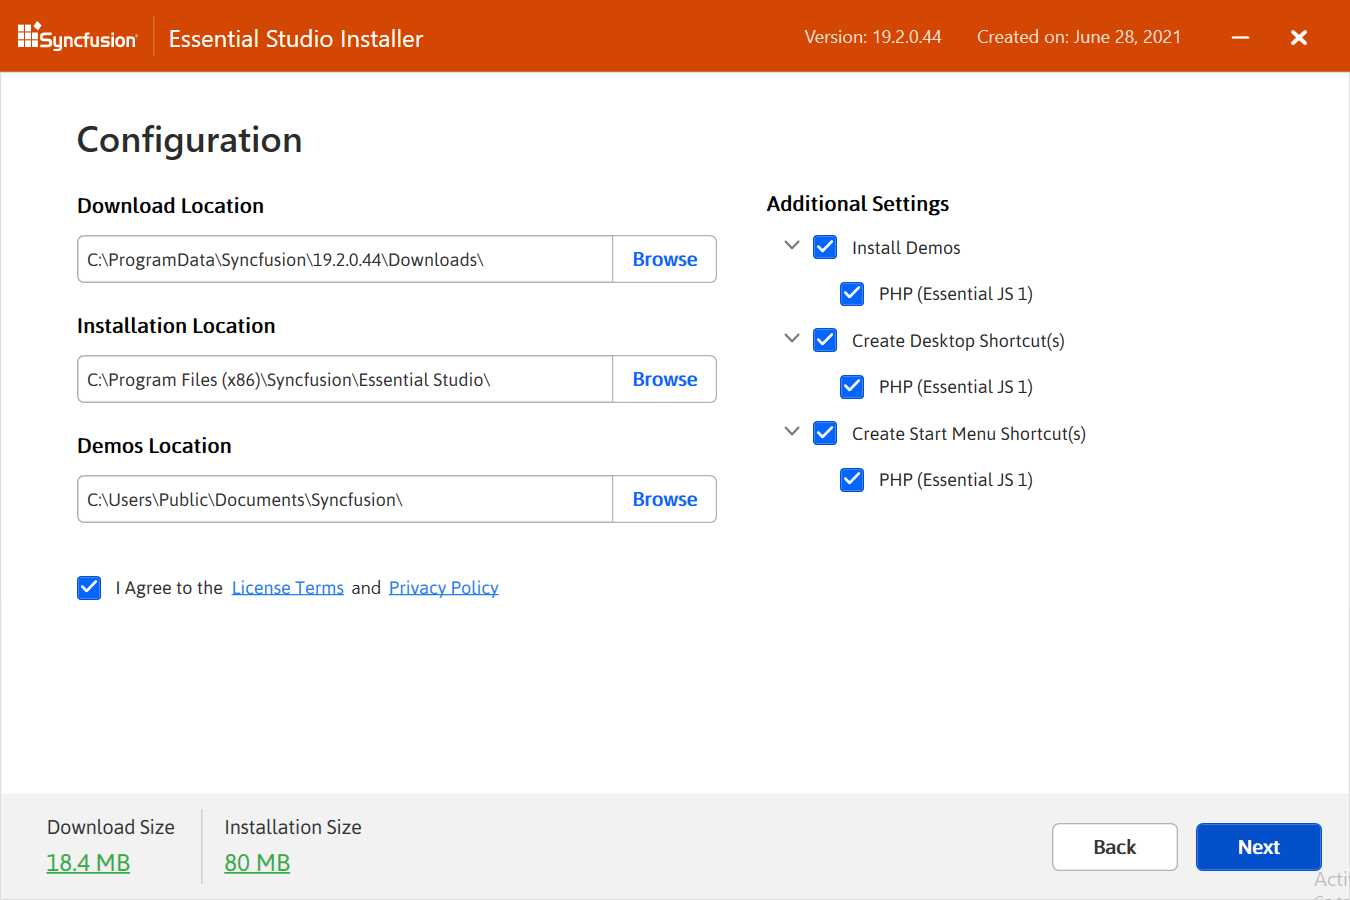 Syncfusion Essential Studio Installer Version: 19.2.0.44 Created on: June 28, 2021
Configuration
Download Location
C:\ProgramData\Syncfusion\19.2.0.44\Downloads\ Browse
Installation Location
C:\Program Files (x86)\Syncfusion\Essential Studio\ Browse
Demos Location
C:\Users\Public\Documents\Syncfusion\ Browse
I Agree to the License Terms and Privacy Policy
Additional Settings
Install Demos
PHP (Essential JS 1)
Create Desktop Shortcut(s)
PHP (Essential JS 1)
Create Start Menu Shortcut(s)
PHP (Essential JS 1)
Download Size
18.4 MB
Installation Size
80 MB
Back
Next
Acti